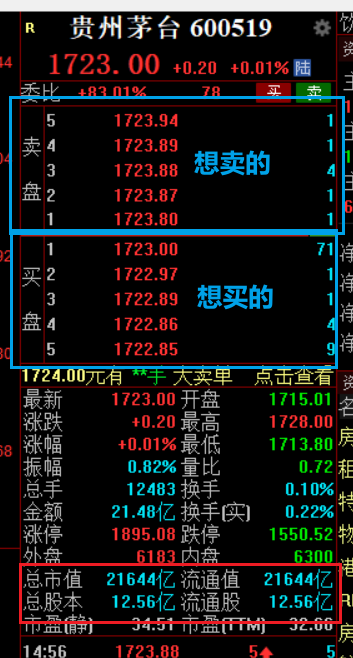 R 贵州茅台 600519
1723.00 +0.20 +0.01% 陆
委比 +83.01% 78 买 卖
卖盘
5 1723.94 1
4 1723.89 1
3 1723.88 4
2 1723.87 1
1 1723.80 1
想卖的
买盘
1 1723.00 71
2 1722.97 1
3 1722.89 1
4 1722.86 4
5 1722.85 9
想买的
1724.00元有 **手 大卖单 点击查看
最新 1723.00 开盘 1715.01
涨跌 +0.20 最高 1728.00
涨幅 +0.01% 最低 1713.80
振幅 0.82% 量比 0.72
总手 12483 换手 0.10%
金额 21.48亿 换手(实) 0.22%
涨停 1895.08 跌停 1550.52
外盘 6183 内盘 6300
总市值 21644亿 流通值 21644亿
总股本 12.56亿 流通股 12.56亿
市盈(静) 34.51 市盈(TTM) 32.66
14:56 1723.88 5 5